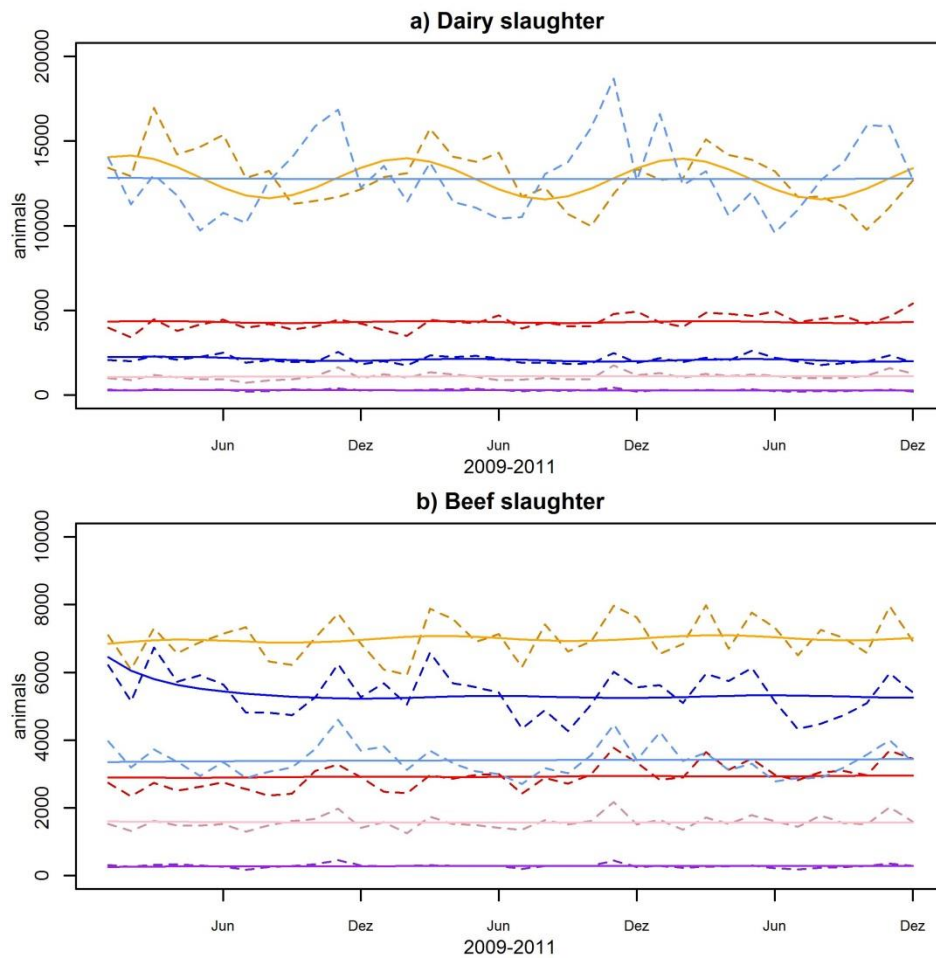 a) Dairy slaughter
20000
15000
10000
5000
0
animals
Jun Dez Jun Dez Jun Dez
2009-2011
b) Beef slaughter
10000
8000
6000
4000
2000
0
animals
Jun Dez Jun Dez Jun Dez
2009-2011